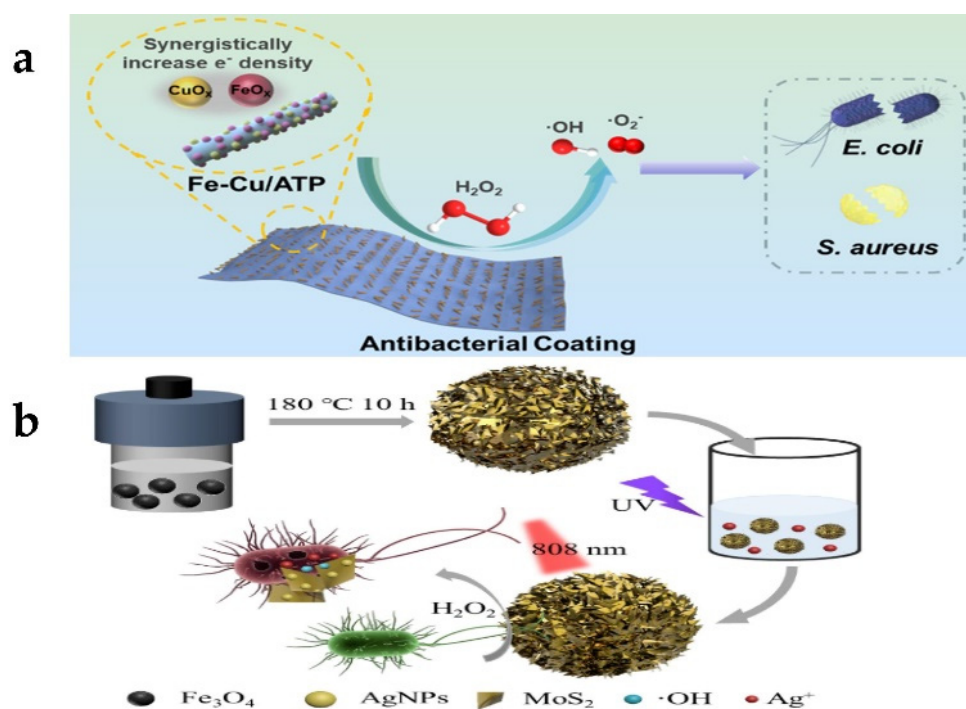 a
Synergistically
increase e⁻ density
CuOₓ FeOₓ
Fe-Cu/ATP
H₂O₂
·OH ·O₂⁻
E. coli
S. aureus
Antibacterial Coating
b
180 °C 10 h
UV
808 nm
H₂O₂
Fe₃O₄ AgNPs MoS₂ ·OH Ag⁺